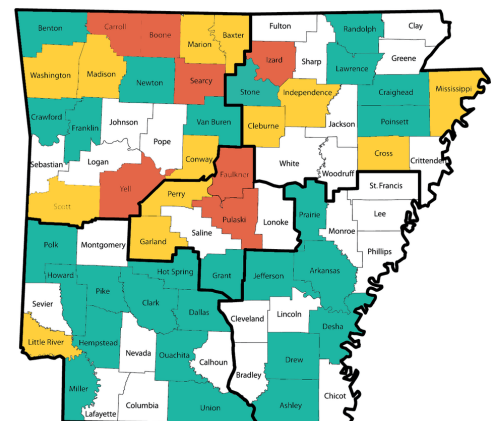 Benton
Carroll
Boone
Marion
Baxter
Fulton
Randolph
Clay
Washington
Madison
Newton
Searcy
Izard
Sharp
Lawrence
Greene
Stone
Independence
Craighead
Mississippi
Crawford
Franklin
Johnson
Pope
Van Buren
Cleburne
Jackson
Poinsett
Sebastian
Logan
Conway
White
Woodruff
Cross
Crittenden
Scott
Yell
Perry
Faulkner
Pulaski
Lonoke
Prairie
St. Francis
Lee
Monroe
Phillips
Garland
Saline
Polk
Montgomery
Hot Spring
Grant
Jefferson
Arkansas
Howard
Pike
Clark
Dallas
Sevier
Cleveland
Lincoln
Desha
Little River
Hempstead
Nevada
Ouachita
Calhoun
Bradley
Drew
Miller
Lafayette
Columbia
Union
Ashley
Chicot